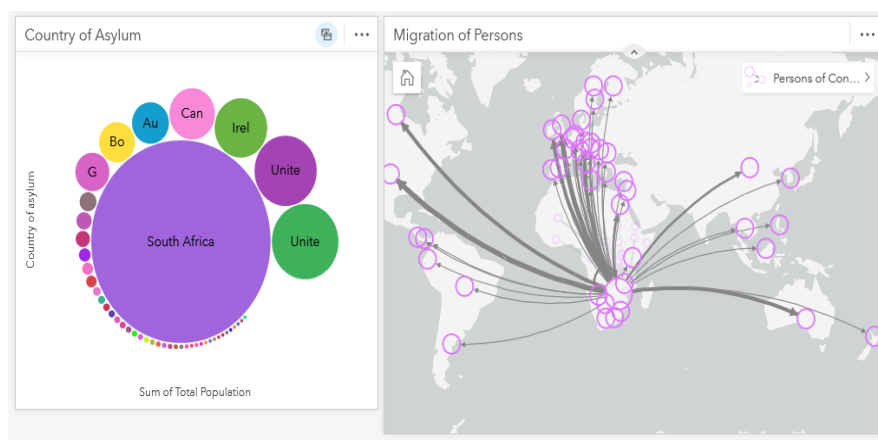 Country of Asylum
Migration of Persons
Persons of Con...
Can
Au
Irel
Bo
Unite
G
South Africa
Unite
Country of asylum
Sum of Total Population